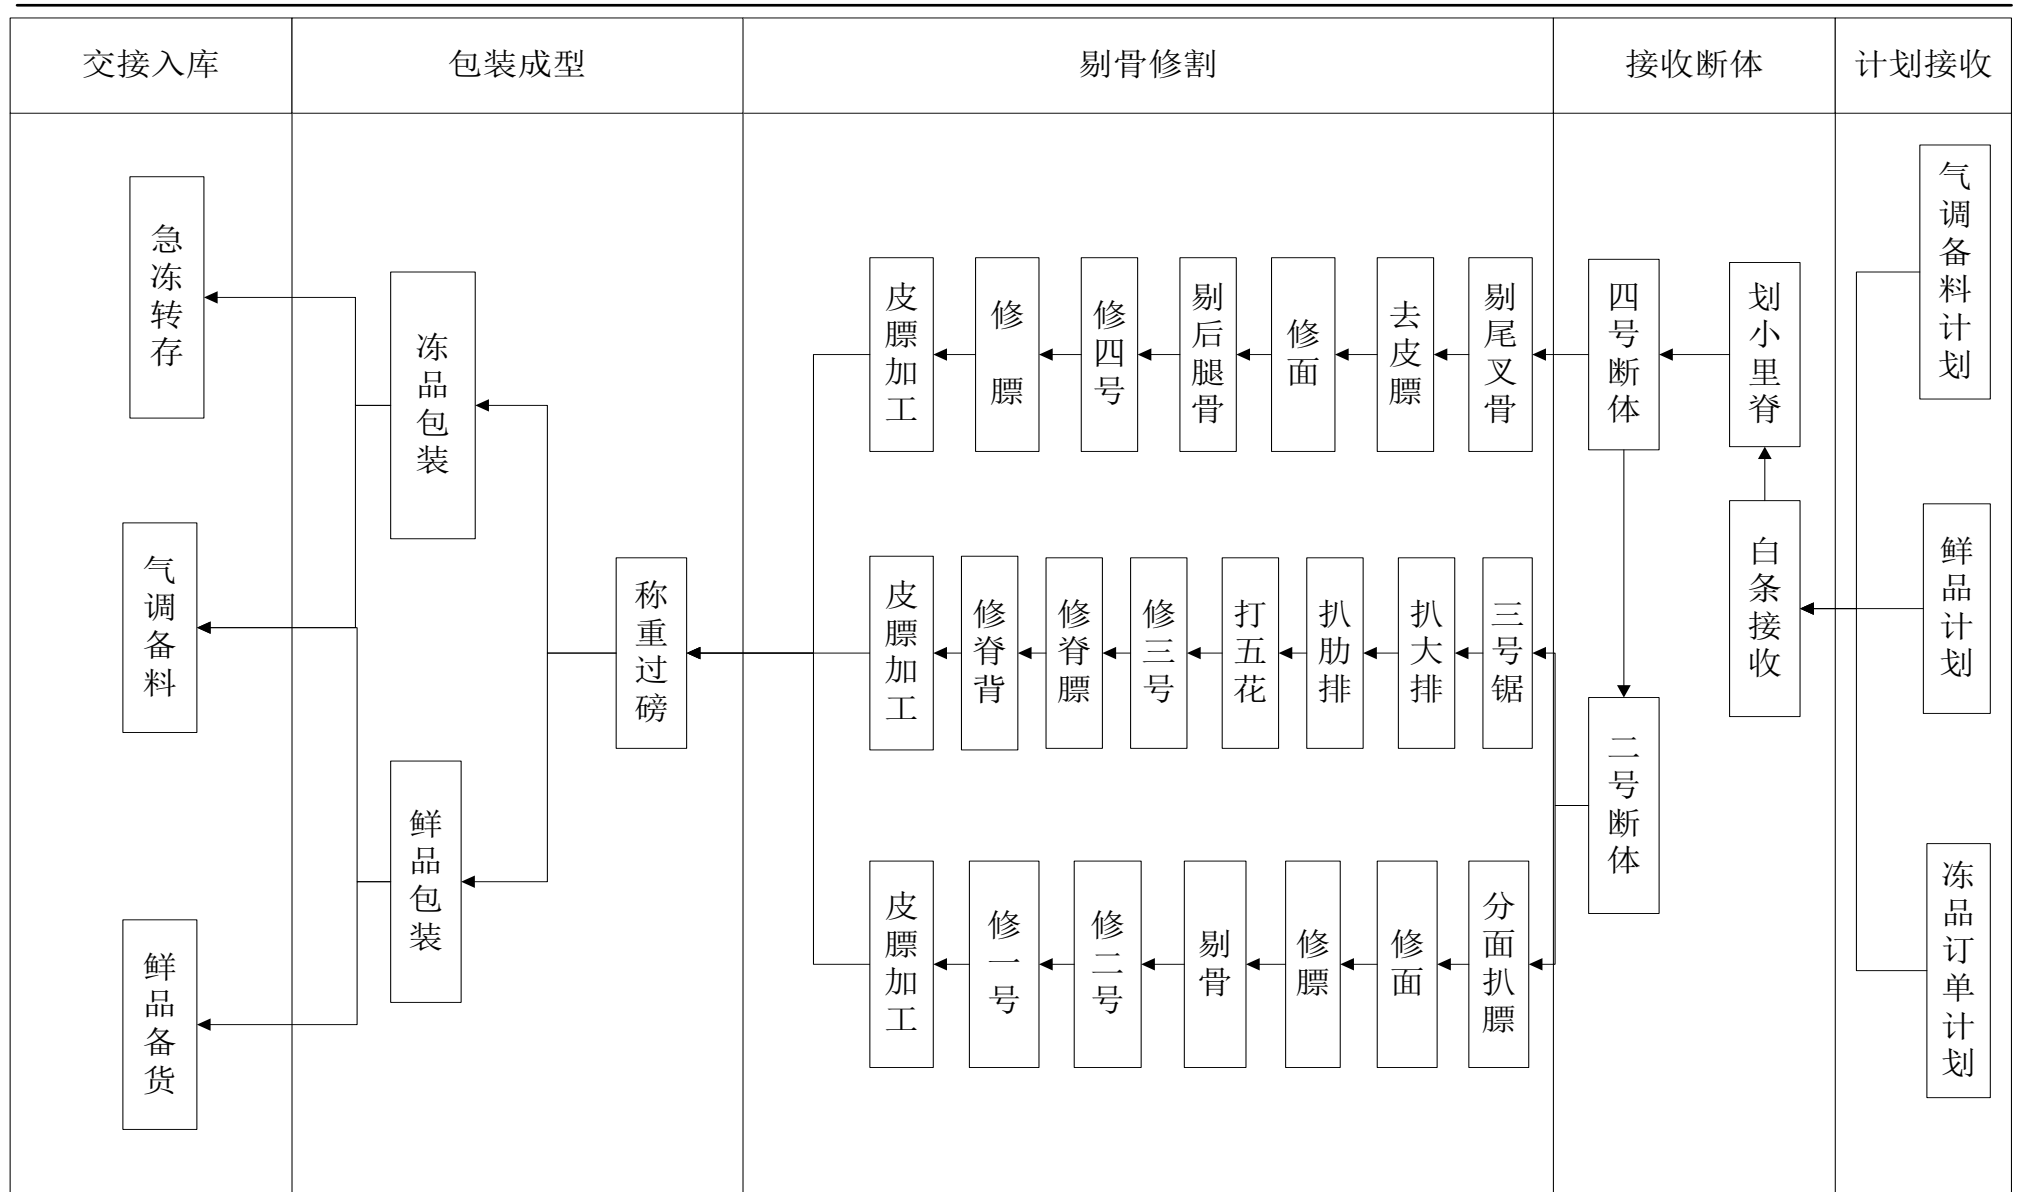 交接入库
包装成型
剔骨修割
接收断体
计划接收
急冻转存
气调备料
鲜品备货
冻品包装
鲜品包装
称重过磅
皮膘加工
修膘
修四号
剔后腿骨
修面
去皮膘
剔尾叉骨
皮膘加工
修脊背
修脊膘
修三号
打五花
扒肋排
扒大排
三号锯
皮膘加工
修一号
修二号
剔骨
修膘
修面
分面扒膘
四号断体
二号断体
划小里脊
白条接收
气调备料计划
鲜品计划
冻品订单计划